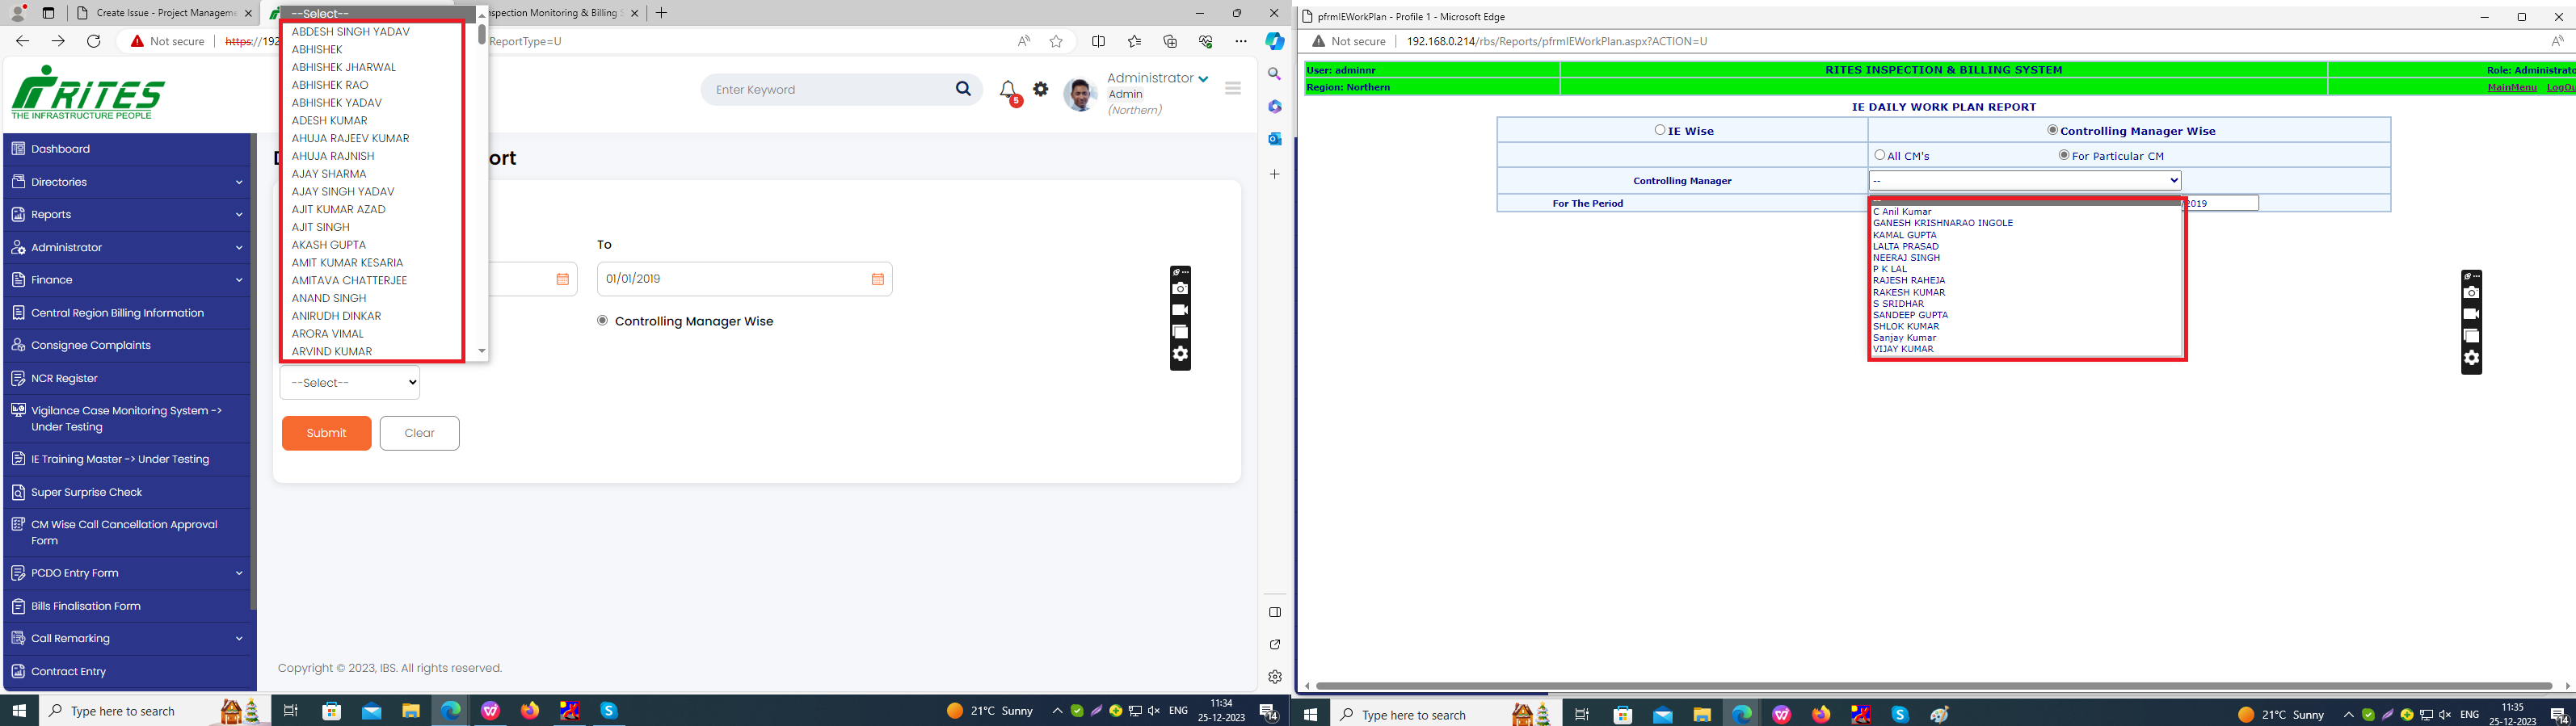 Create Issue - Project Manageme
spection Monitoring & Billing S
Not secure
https://192
ReportType=U
--Select--
ABDESH SINGH YADAV
ABHISHEK
ABHISHEK JHARWAL
ABHISHEK RAO
ABHISHEK YADAV
ADESH KUMAR
AHUJA RAJEEV KUMAR
AHUJA RAJNISH
AJAY SHARMA
AJAY SINGH YADAV
AJIT KUMAR AZAD
AJIT SINGH
AKASH GUPTA
AMIT KUMAR KESARIA
AMITAVA CHATTERJEE
ANAND SINGH
ANIRUDH DINKAR
ARORA VIMAL
ARVIND KUMAR
RITES
THE INFRASTRUCTURE PEOPLE
Enter Keyword
5
Administrator
Admin
(Northern)
Dashboard
Directories
Reports
Administrator
Finance
Central Region Billing Information
Consignee Complaints
NCR Register
Vigilance Case Monitoring System ->
Under Testing
IE Training Master -> Under Testing
Super Surprise Check
CM Wise Call Cancellation Approval
Form
PCDO Entry Form
Bills Finalisation Form
Call Remarking
Contract Entry
D
ort
To
01/01/2019
Controlling Manager Wise
--Select--
Submit
Clear
Copyright © 2023, IBS. All rights reserved.
Type here to search
21°C Sunny
ENG
11:34
25-12-2023
14
pfrmIEWorkPlan - Profile 1 - Microsoft Edge
Not secure
192.168.0.214/rbs/Reports/pfrmIEWorkPlan.aspx?ACTION=U
User: adminnr
RITES INSPECTION & BILLING SYSTEM
Role: Administrato
Region: Northern
MainMenu
LogOu
IE DAILY WORK PLAN REPORT
IE Wise
Controlling Manager Wise
All CM's
For Particular CM
Controlling Manager
--
For The Period
2019
C Anil Kumar
GANESH KRISHNARAO INGOLE
KAMAL GUPTA
LALTA PRASAD
NEERAJ SINGH
P K LAL
RAJESH RAHEJA
RAKESH KUMAR
S SRIDHAR
SANDEEP GUPTA
SHLOK KUMAR
Sanjay Kumar
VIJAY KUMAR
Type here to search
21°C Sunny
ENG
11:35
25-12-2023
14